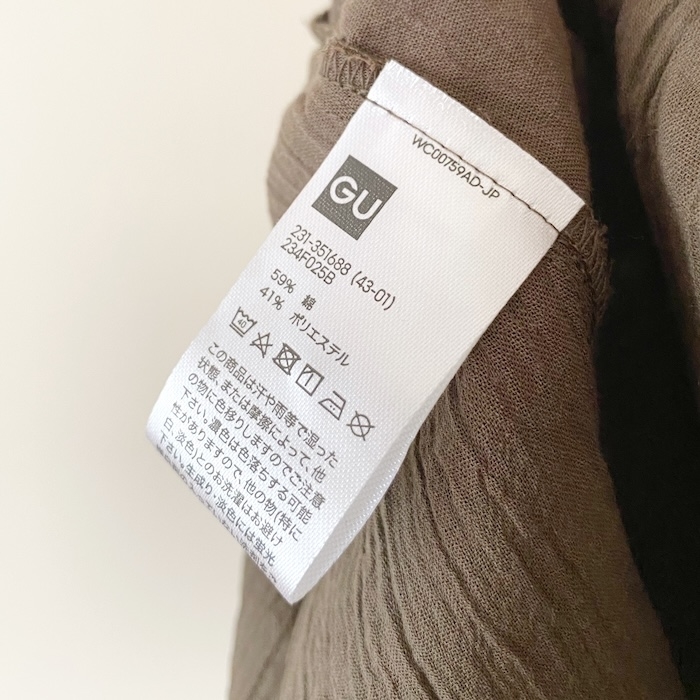 WC00759AD-JP
GU
231-351688 (43-01)
234F025B
59% 綿
41% ポリエステル
40
この商品は汗や雨等で湿った
状態、または摩擦によって、他
の物に色移りしますのでご注意
下さい。濃色は色落ちする可能
性がありますので、他の物(特に
白、淡色)とのお洗濯はお避け
下さい。生成り・淡色には蛍光